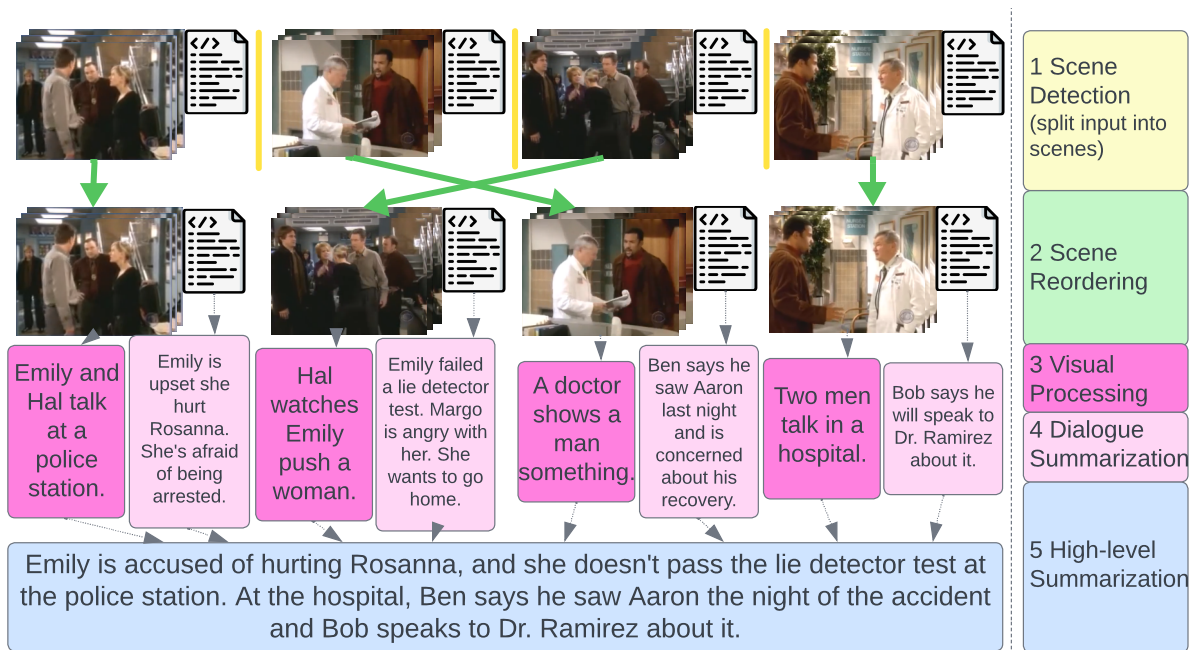 </>
</>
</>
</>
1 Scene
Detection
(split input into
scenes)
</>
</>
</>
</>
2 Scene
Reordering
Emily and
Hal talk
at a
police
station.
Emily is
upset she
hurt
Rosanna.
She's afraid
of being
arrested.
Hal
watches
Emily
push a
woman.
Emily failed
a lie detector
test. Margo
is angry with
her. She
wants to go
home.
A doctor
shows a
man
something.
Ben says he
saw Aaron
last night
and is
concerned
about his
recovery.
Two men
talk in a
hospital.
Bob says he
will speak to
Dr. Ramirez
about it.
3 Visual
Processing
4 Dialogue
Summarization
Emily is accused of hurting Rosanna, and she doesn't pass the lie detector test at
the police station. At the hospital, Ben says he saw Aaron the night of the accident
and Bob speaks to Dr. Ramirez about it.
5 High-level
Summarization